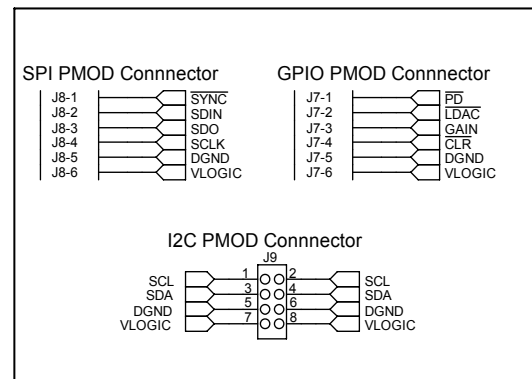 SPI PMOD Connnector
J8-1 SYNC
J8-2 SDIN
J8-3 SDO
J8-4 SCLK
J8-5 DGND
J8-6 VLOGIC
GPIO PMOD Connnector
J7-1 PD
J7-2 LDAC
J7-3 GAIN
J7-4 CLR
J7-5 DGND
J7-6 VLOGIC
I2C PMOD Connnector
J9
SCL 1 2 SCL
SDA 3 4 SDA
DGND 5 6 DGND
VLOGIC 7 8 VLOGIC